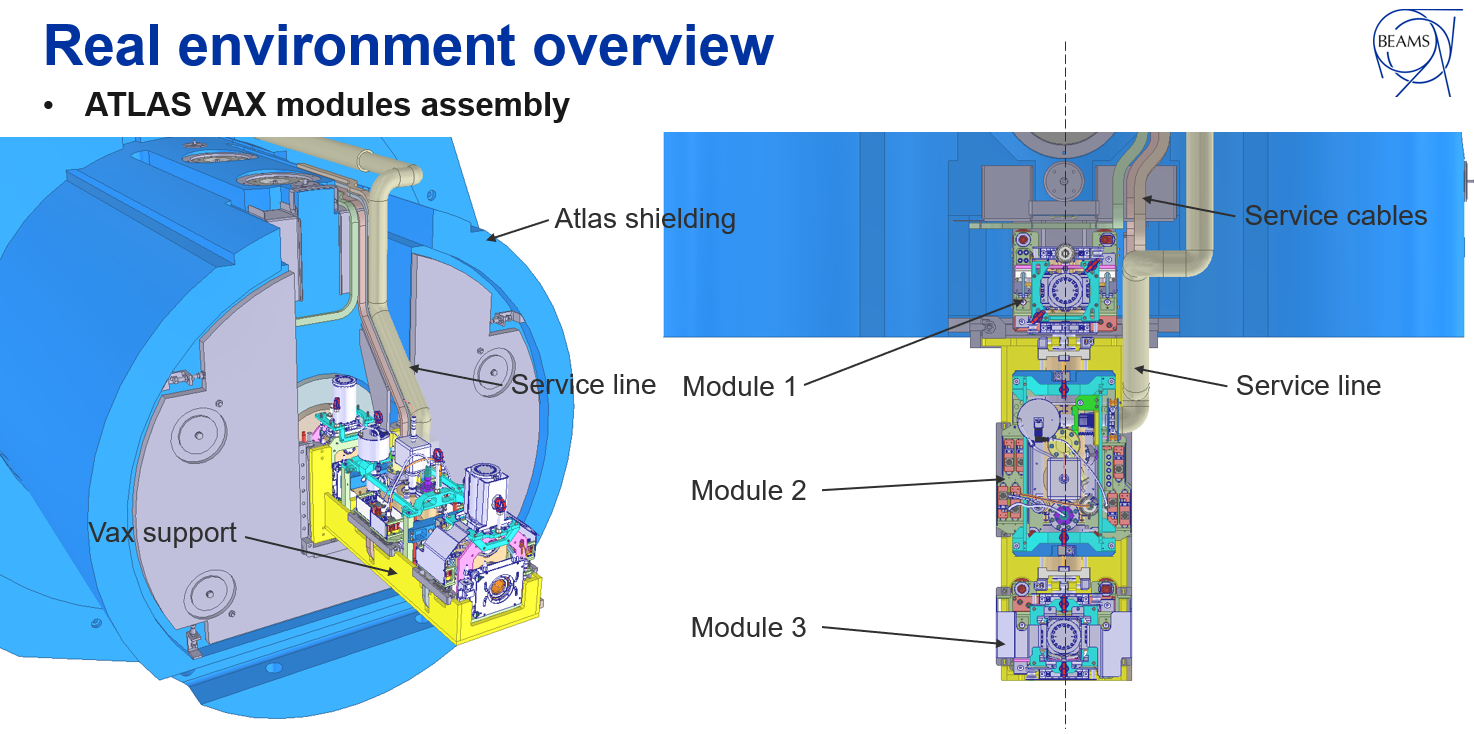 Real environment overview
BEAMS
• ATLAS VAX modules assembly
Atlas shielding
Service line
Vax support
Service cables
Module 1
Service line
Module 2
Module 3